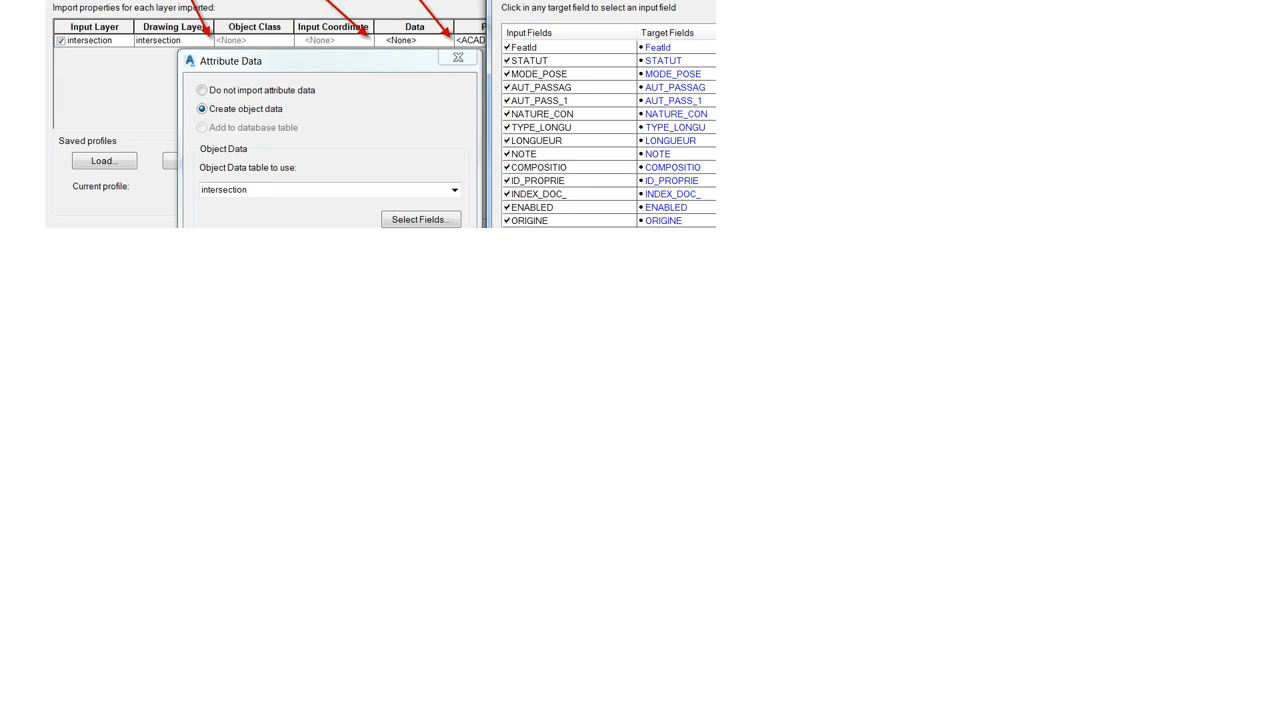 Import properties for each layer imported:
Input Layer Drawing Laye Object Class Input Coordinate Data
intersection intersection <None> <None> <None> <ACAD
Attribute Data
Do not import attribute data
Create object data
Add to database table
Object Data
Object Data table to use:
intersection
Select Fields...
Saved profiles
Load...
Current profile:
Click in any target field to select an input field
Input Fields Target Fields
FeatId FeatId
STATUT STATUT
MODE_POSE MODE_POSE
AUT_PASSAG AUT_PASSAG
AUT_PASS_1 AUT_PASS_1
NATURE_CON NATURE_CON
TYPE_LONGU TYPE_LONGU
LONGUEUR LONGUEUR
NOTE NOTE
COMPOSITIO COMPOSITIO
ID_PROPRIE ID_PROPRIE
INDEX_DOC_ INDEX_DOC_
ENABLED ENABLED
ORIGINE ORIGINE